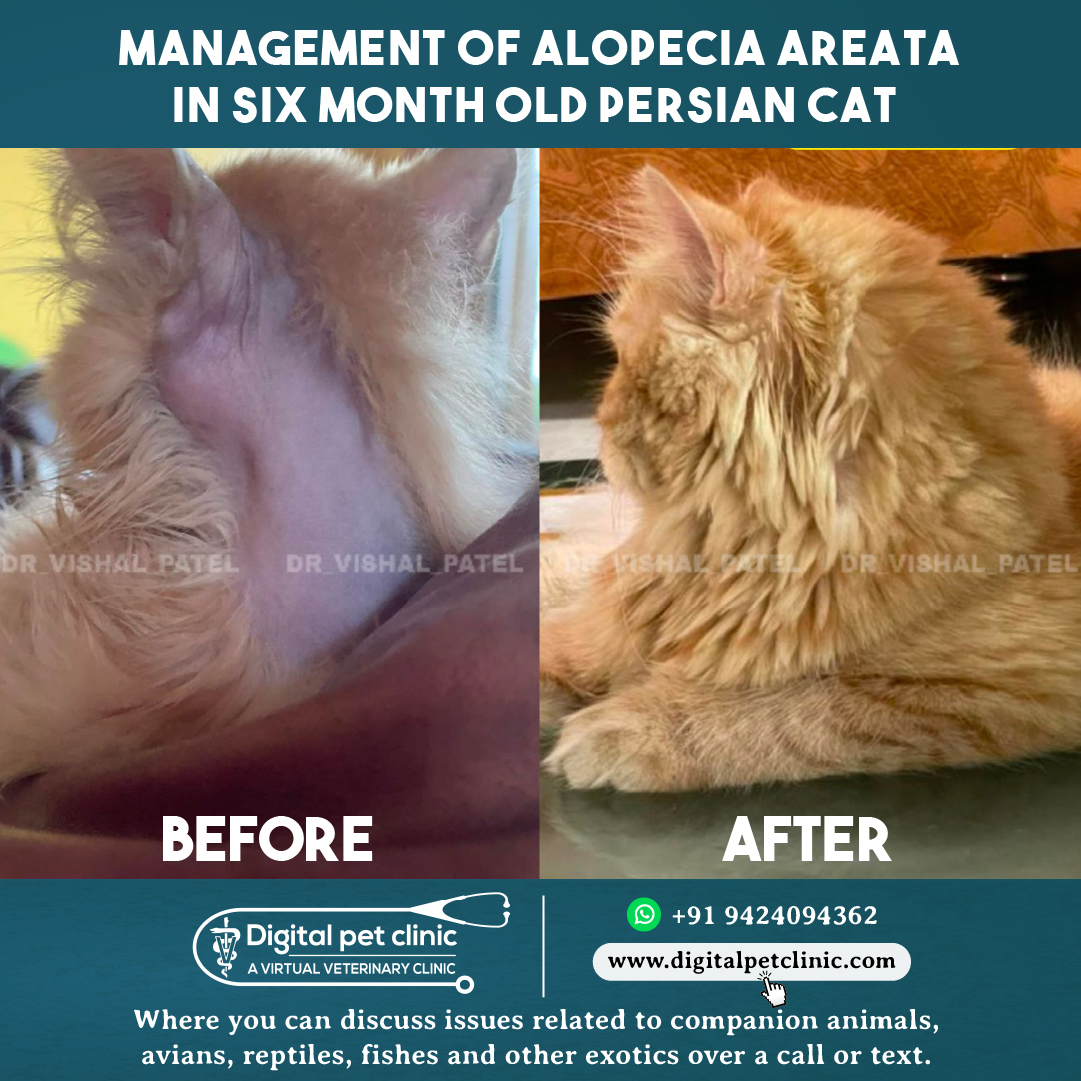 MANAGEMENT OF ALOPECIA AREATA
IN SIX MONTH OLD PERSIAN CAT
DR_VISHAL_PATEL DR_VISHAL_PATEL DR_VISHAL_PATEL DR_VISHAL_PATEL
BEFORE AFTER
Digital pet clinic
A VIRTUAL VETERINARY CLINIC
+91 9424094362
www.digitalpetclinic.com
Where you can discuss issues related to companion animals,
avians, reptiles, fishes and other exotics over a call or text.